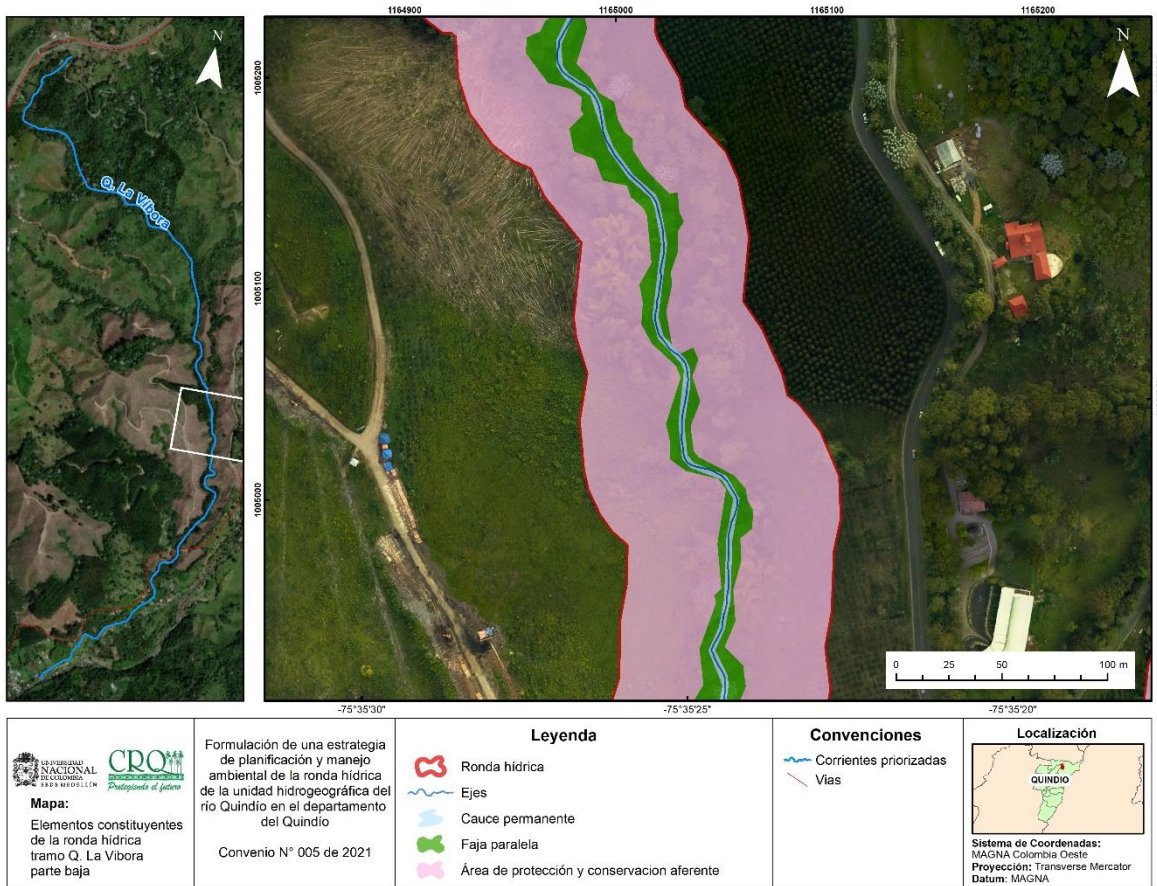 1164900
1165000
1165100
1165200
N
N
Q. La Víbora
1005200
1005100
1005000
0 25 50 100 m
-75°35'30"
-75°35'25"
-75°35'20"
UNIVERSIDAD
NACIONAL
DE COLOMBIA
SEDE MEDELLÍN
CRQ
Protegiendo el futuro
Mapa:
Elementos constituyentes
de la ronda hídrica
tramo Q. La Vibora
parte baja
Formulación de una estrategia
de planificación y manejo
ambiental de la ronda hídrica
de la unidad hidrogeográfica del
río Quindío en el departamento
del Quindío
Convenio N° 005 de 2021
Leyenda
Ronda hídrica
Ejes
Cauce permanente
Faja paralela
Área de protección y conservacion aferente
Convenciones
Corrientes priorizadas
Vias
Localización
QUINDIO
Sistema de Coordenadas:
MAGNA Colombia Oeste
Proyección: Transverse Mercator
Datum: MAGNA